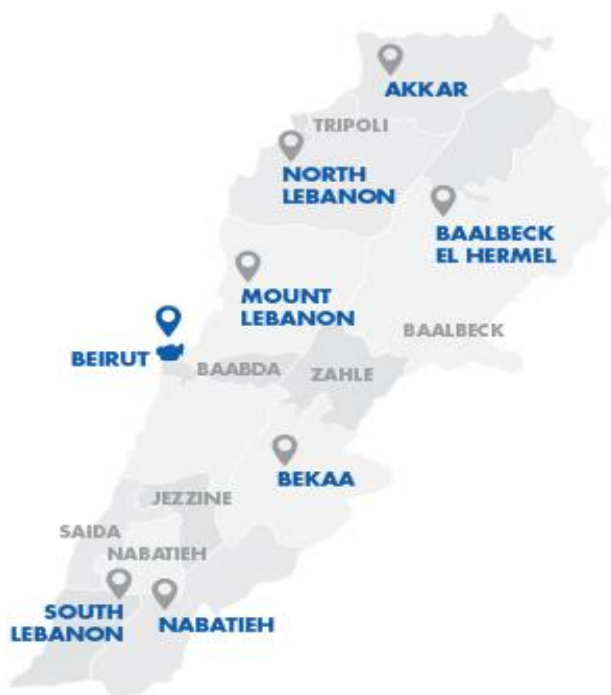 AKKAR
TRIPOLI
NORTH
LEBANON
BAALBECK
EL HERMEL
MOUNT
LEBANON
BAALBECK
BEIRUT
BAABDA
ZAHLE
BEKAA
JEZZINE
SAIDA
NABATIEH
SOUTH
LEBANON
NABATIEH